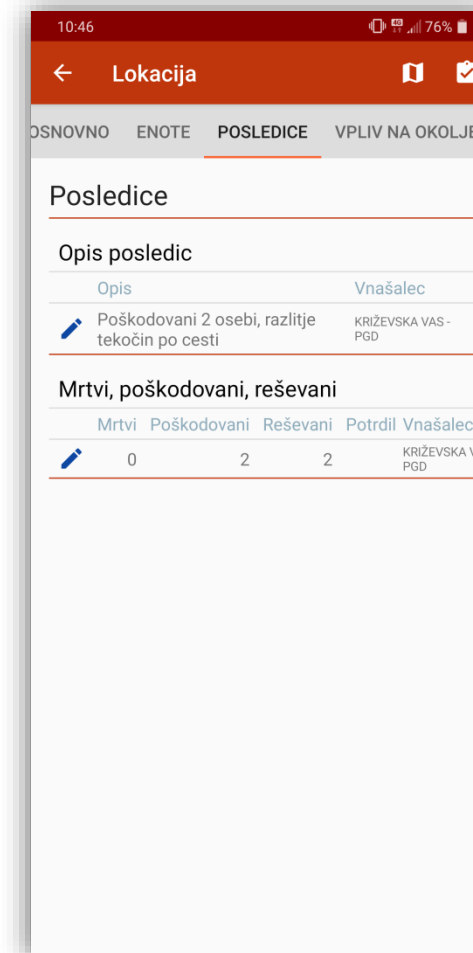 10:46 4G 76%
Lokacija
OSNOVNO ENOTE POSLEDICE VPLIV NA OKOLJE
Posledice
Opis posledic
Opis Vnašalec
Poškodovani 2 osebi, razlitje KRIŽEVSKA VAS -
tekočin po cesti PGD
Mrtvi, poškodovani, reševani
Mrtvi Poškodovani Reševani Potrdil Vnašalec
0 2 2 KRIŽEVSKA V
PGD